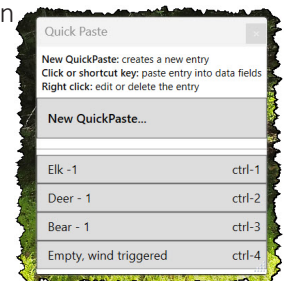 n
Quick Paste
New QuickPaste: creates a new entry
Click or shortcut key: paste entry into data fields
Right click: edit or delete the entry
New QuickPaste...
Elk -1 ctrl-1
Deer - 1 ctrl-2
Bear - 1 ctrl-3
Empty, wind triggered ctrl-4